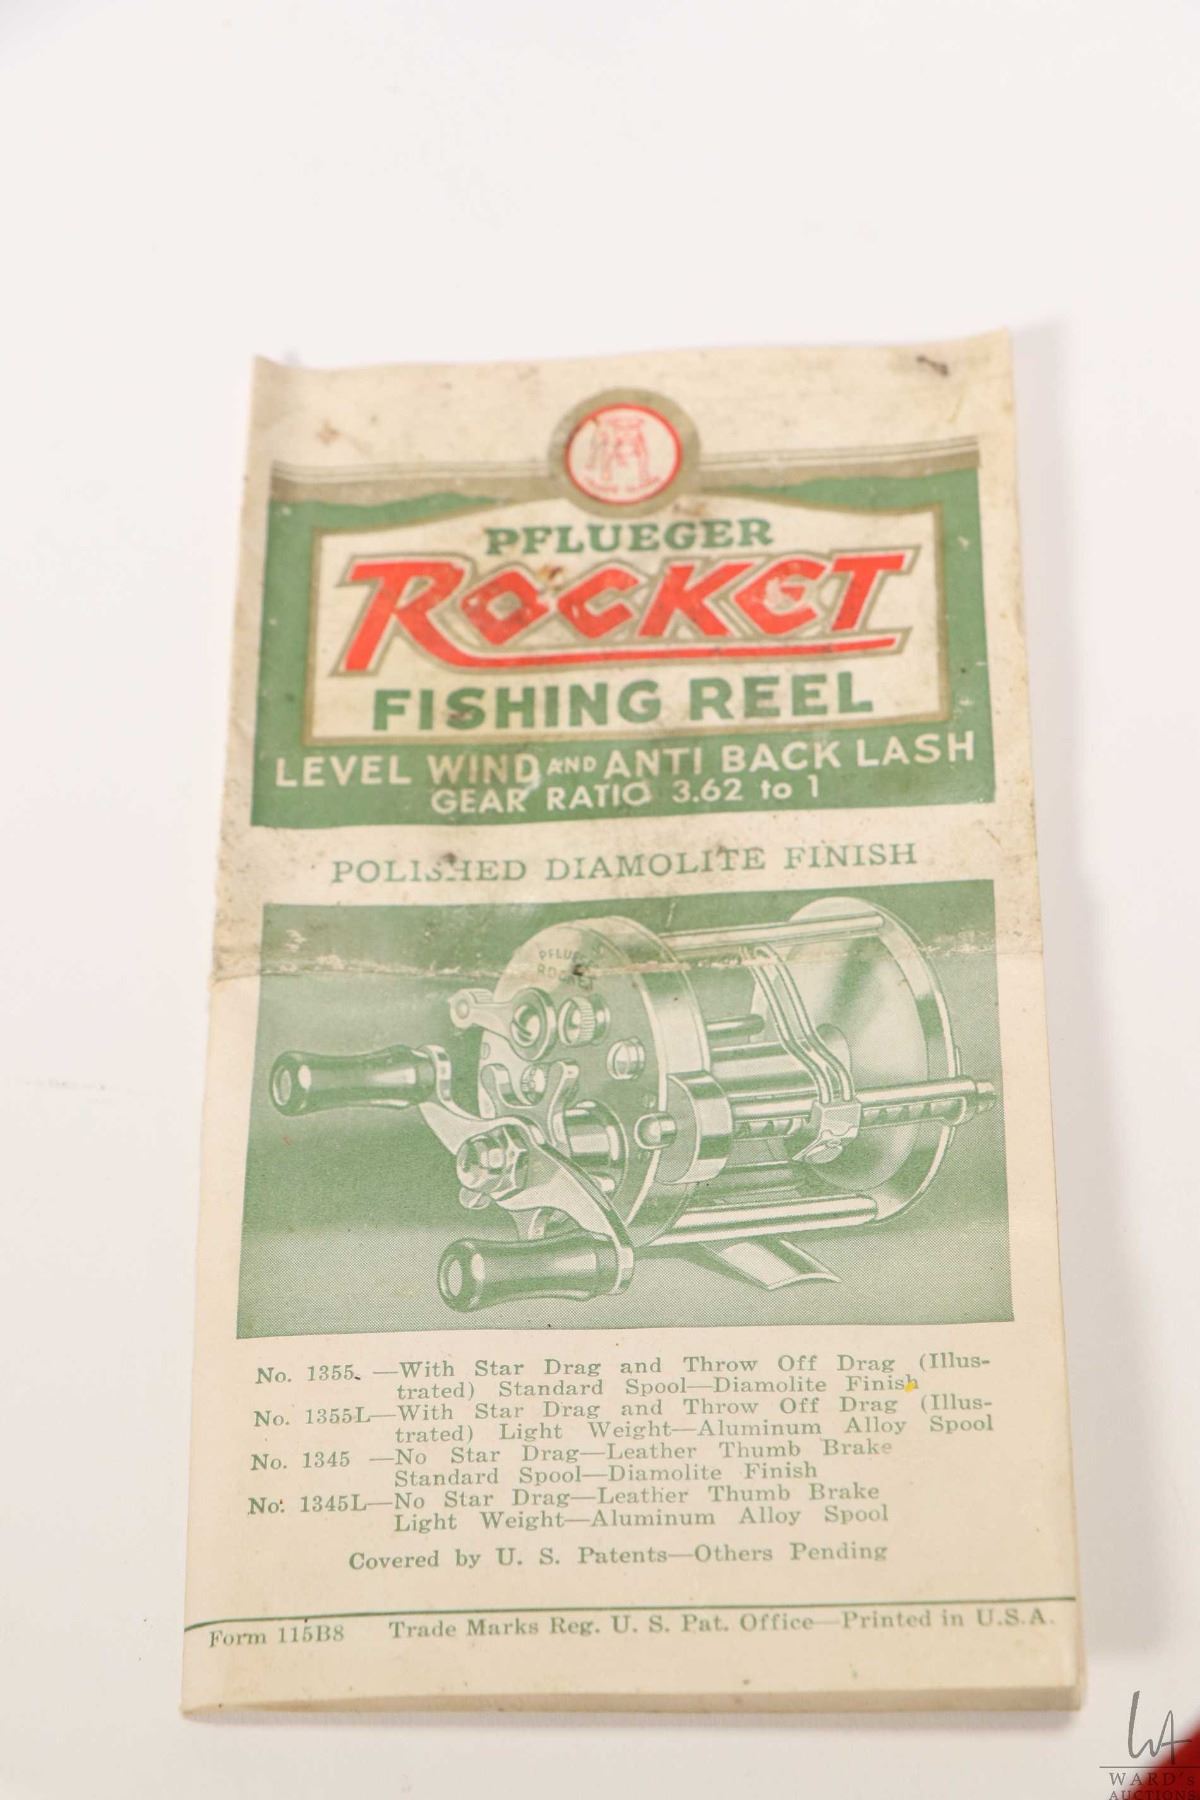 PFLUEGER
ROCKET
FISHING REEL
LEVEL WIND AND ANTI BACK LASH
GEAR RATIO 3.62 to 1
POLISHED DIAMOLITE FINISH
PFLUEGER
ROCKET
No. 1355 —With Star Drag and Throw Off Drag (Illus-
trated) Standard Spool—Diamolite Finish
No. 1355L—With Star Drag and Throw Off Drag (Illus-
trated) Light Weight—Aluminum Alloy Spool
No. 1345 —No Star Drag—Leather Thumb Brake
Standard Spool—Diamolite Finish
No. 1345L—No Star Drag—Leather Thumb Brake
Light Weight—Aluminum Alloy Spool
Covered by U. S. Patents—Others Pending
Form 115B8 Trade Marks Reg. U. S. Pat. Office—Printed in U.S.A.
WA
WARD's
AUCTIONS